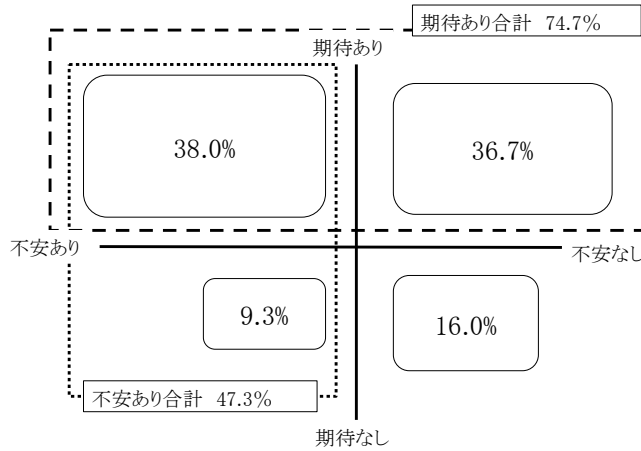 期待あり合計 74.7%
期待あり
38.0%
36.7%
不安あり
不安なし
9.3%
16.0%
不安あり合計 47.3%
期待なし